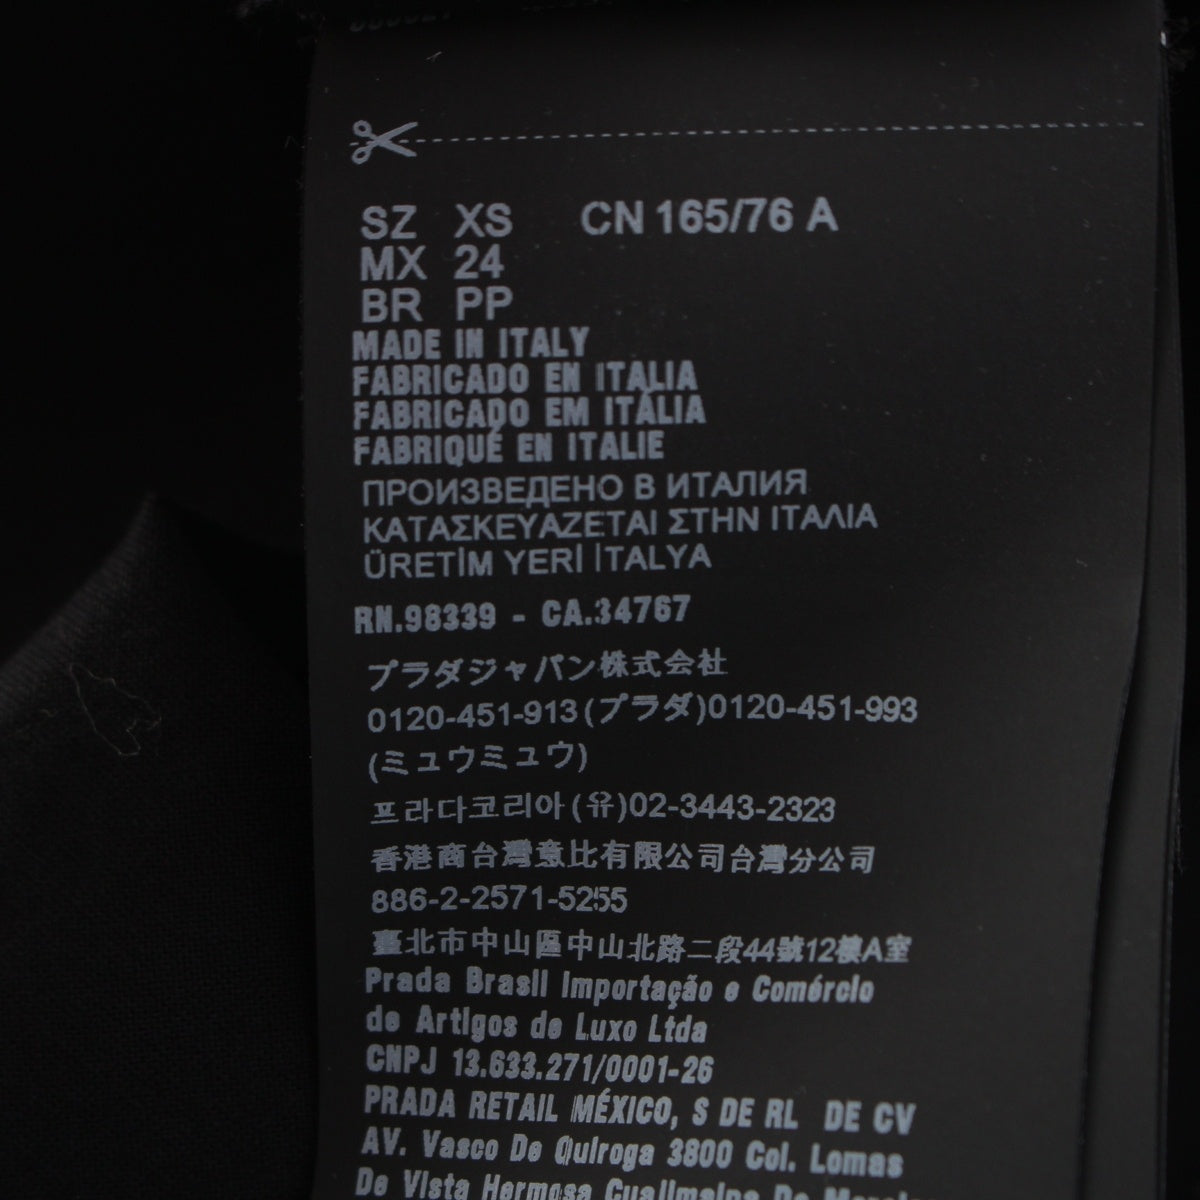 SZ XS CN 165/76 A
MX 24
BR PP
MADE IN ITALY
FABRICADO EN ITALIA
FABRICADO EM ITÁLIA
FABRIQUÉ EN ITALIE
ПРОИЗВЕДЕНО В ИТАЛИЯ
ΚΑΤΑΣΚΕΥΑΖΕΤΑΙ ΣΤΗΝ ΙΤΑΛΙΑ
ÜRETİM YERİ İTALYA
RN.98339 - CA.34767
プラダジャパン株式会社
0120-451-913(プラダ)0120-451-993
(ミュウミュウ)
프라다코리아(유)02-3443-2323
香港商台灣意比有限公司台灣分公司
886-2-2571-5255
臺北市中山區中山北路二段44號12樓A室
Prada Brasil Importação e Comércio
de Artigos de Luxo Ltda
CNPJ 13.633.271/0001-26
PRADA RETAIL MÉXICO, S DE RL DE CV
AV. Vasco De Quiroga 3800 Col. Lomas
De Vista Hermosa Cuajimalpa De